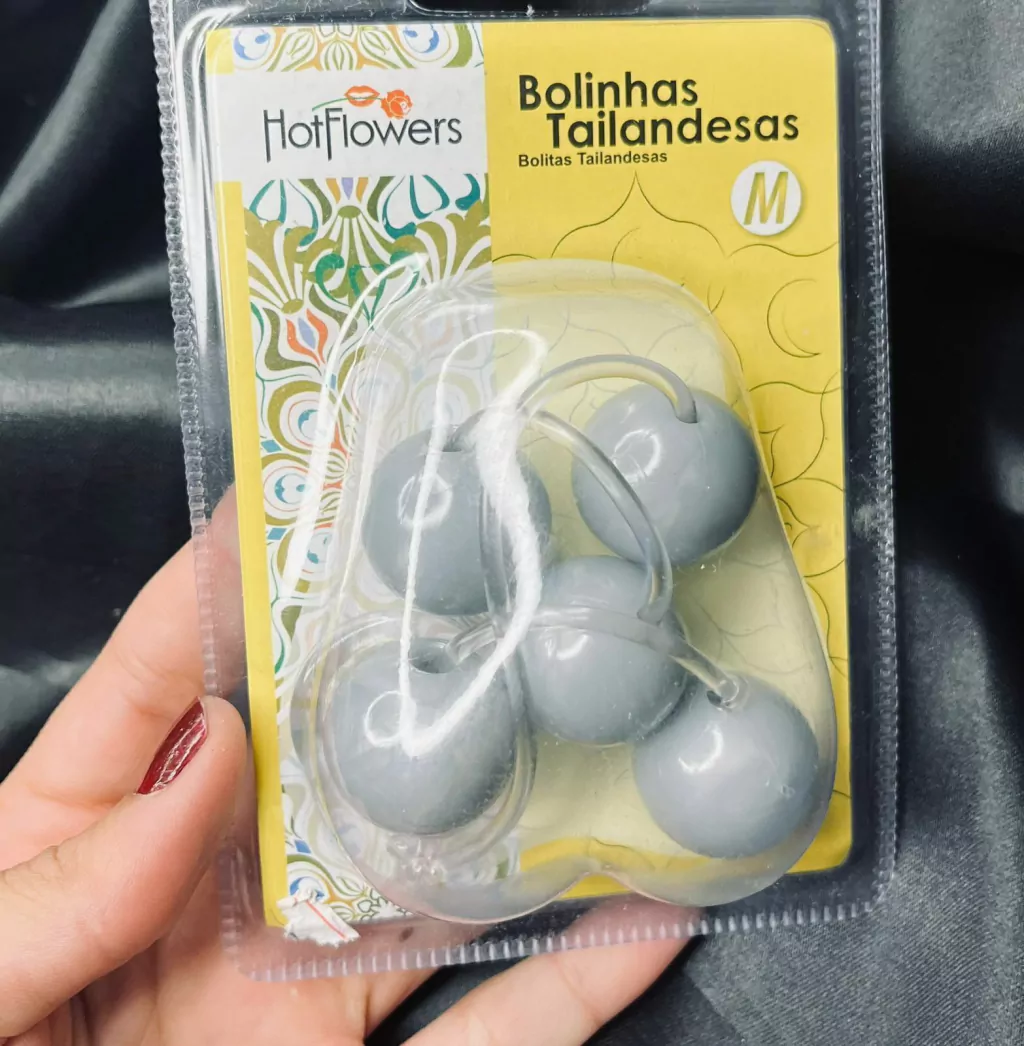 HotFlowers
Bolinhas
Tailandesas
Bolitas Tailandesas
M